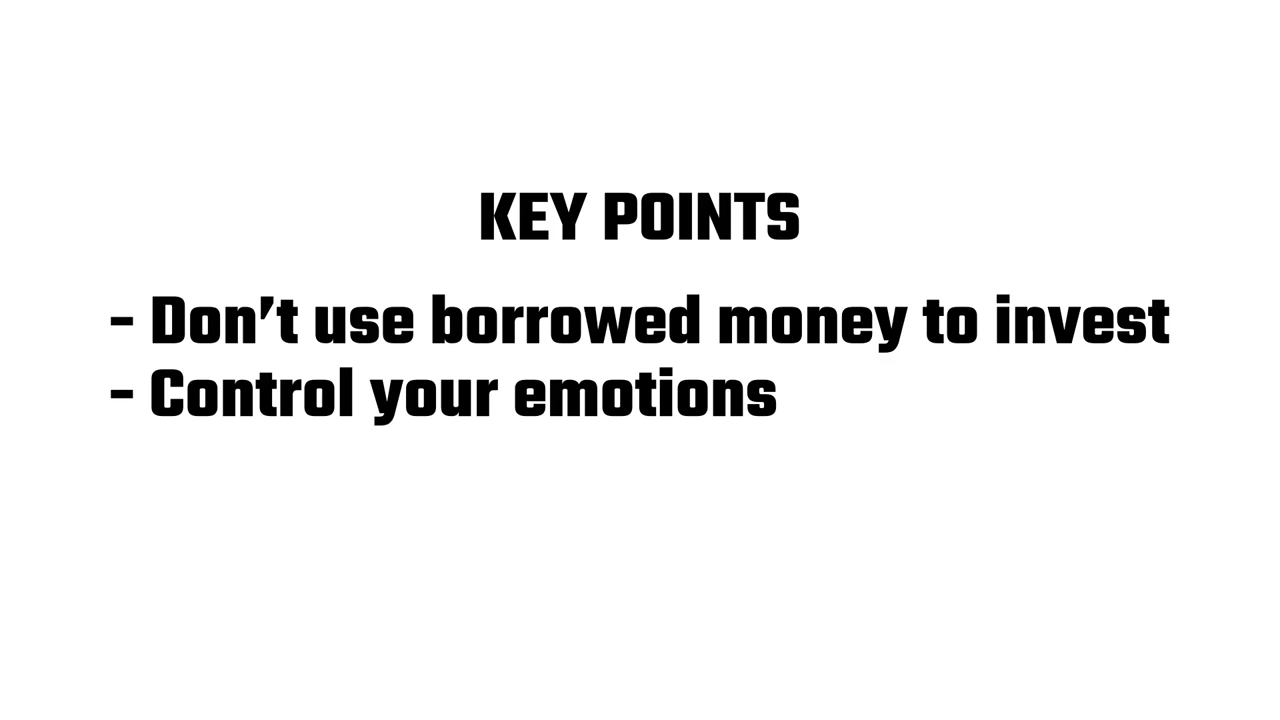 KEY POINTS
- Don’t use borrowed money to invest
- Control your emotions